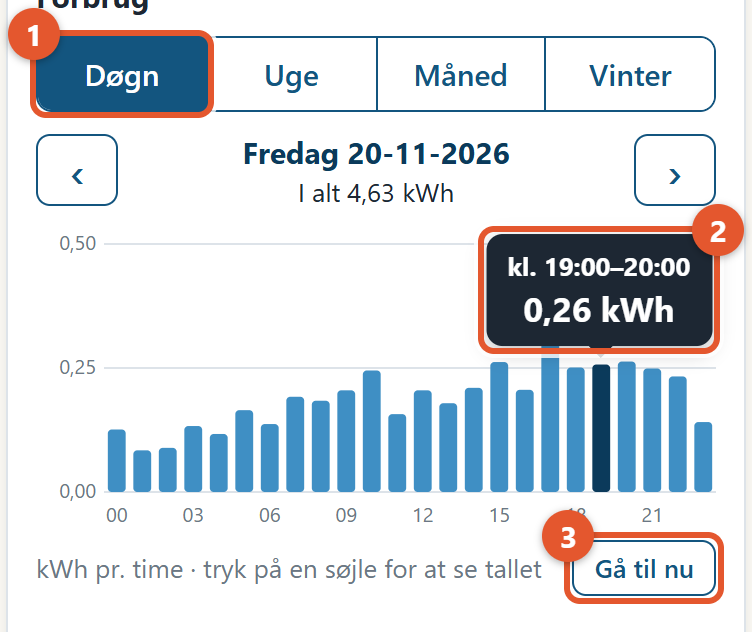 Forbrug
1
Døgn Uge Måned Vinter
‹ Fredag 20-11-2026 ›
I alt 4,63 kWh
2
0,50
kl. 19:00–20:00
0,26 kWh
0,25
0,00
00 03 06 09 12 15 18 21
3
kWh pr. time · tryk på en søjle for at se tallet Gå til nu